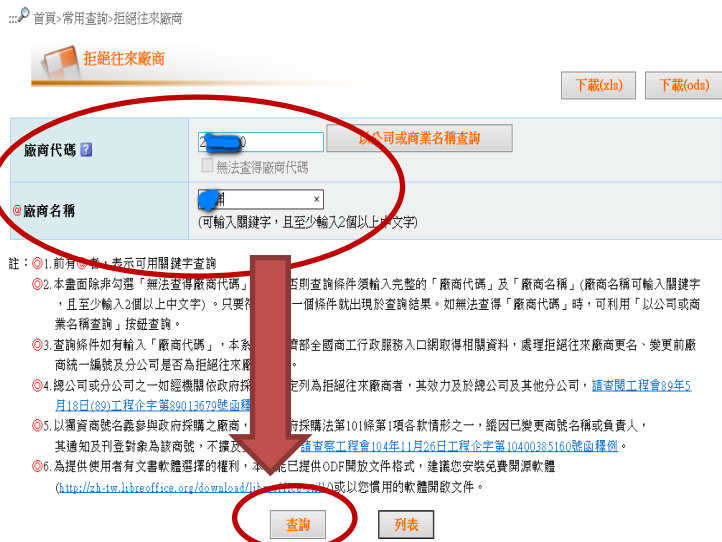 首頁>常用查詢>拒絕往來廠商
拒絕往來廠商
下載(xls) 下載(ods)
廠商代碼
2 0
以公司或商業名稱查詢
無法查得廠商代碼
@廠商名稱
×
(可輸入關鍵字，且至少輸入2個以上中文字)
註：◎1.前有 者，表示可用關鍵字查詢
◎2.本畫面除非勾選「無法查得廠商代碼」 否則查詢條件須輸入完整的「廠商代碼」及「廠商名稱」(廠商名稱可輸入關鍵字
，且至少輸入2個以上中文字) 。只要符 一個條件就出現於查詢結果。如無法查得「廠商代碼」時，可利用「以公司或商
業名稱查詢」按鈕查詢。
◎3.查詢條件如有輸入「廠商代碼」，本系 濟部全國商工行政服務入口網取得相關資料，處理拒絕往來廠商更名、變更前廠
商統一編號及分公司是否為拒絕往來廠 。
◎4.總公司或分公司之一如經機關依政府採 定列為拒絕往來廠商者，其效力及於總公司及其他分公司，請查閱工程會89年5
月18日(89)工程企字第89013679號函釋
◎5.以獨資商號名義參與政府採購之廠商， 府採購法第101條第1項各款情形之一，縱因已變更商號名稱或負責人，
其通知及刊登對象為該商號，不擴及 請查察工程會104年11月26日工程企字第10400385160號函釋例。
◎6.為提供使用者有文書軟體選擇的權利，本 能已提供ODF開放文件格式，建議您安裝免費開源軟體
(http://zh-tw.libreoffice.org/download/lib )或以您慣用的軟體開啟文件。
查詢 列表